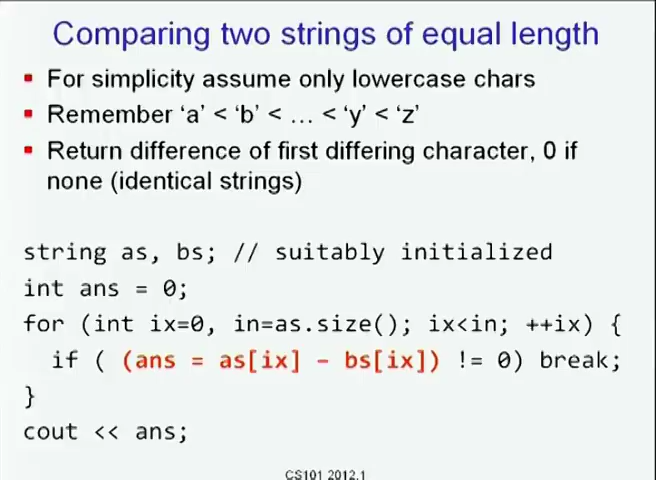 Comparing two strings of equal length
For simplicity assume only lowercase chars
Remember ‘a’ < ‘b’ < … < ‘y’ < ‘z’
Return difference of first differing character, 0 if
none (identical strings)
string as, bs; // suitably initialized
int ans = 0;
for (int ix=0, in=as.size(); ix<in; ++ix) {
if ( (ans = as[ix] - bs[ix]) != 0) break;
}
cout << ans;
CS101 2012.1